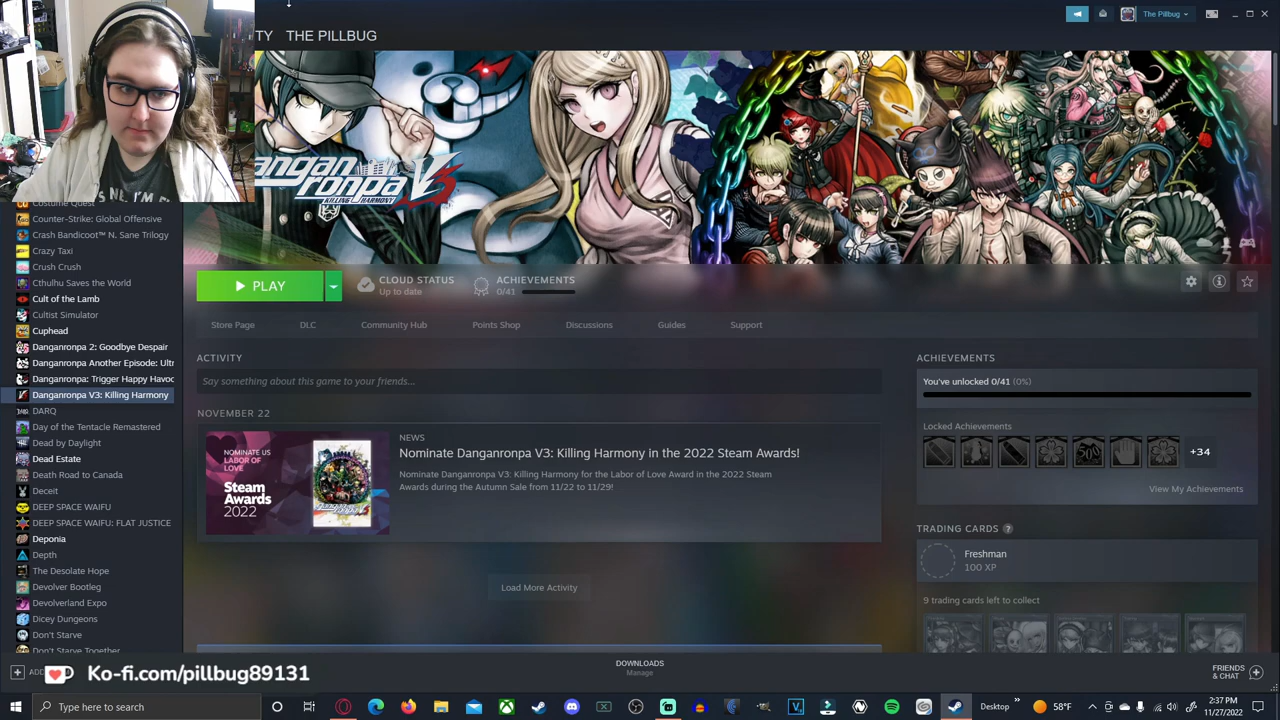 TY THE PILLBUG
The Pillbug
Danganronpa V3
KILLING HARMONY
PLAY
CLOUD STATUS
Up to date
ACHIEVEMENTS
0/41
Store Page DLC Community Hub Points Shop Discussions Guides Support
Costume Quest
Counter-Strike: Global Offensive
Crash Bandicoot™ N. Sane Trilogy
Crazy Taxi
Crush Crush
Cthulhu Saves the World
Cult of the Lamb
Cultist Simulator
Cuphead
Danganronpa 2: Goodbye Despair
Danganronpa Another Episode: Ultr
Danganronpa: Trigger Happy Havoc
Danganronpa V3: Killing Harmony
DARQ
Day of the Tentacle Remastered
Dead by Daylight
Dead Estate
Death Road to Canada
Deceit
DEEP SPACE WAIFU
DEEP SPACE WAIFU: FLAT JUSTICE
Deponia
Depth
The Desolate Hope
Devolver Bootleg
Devolverland Expo
Dicey Dungeons
Don't Starve
Don't Starve Together
ACTIVITY
Say something about this game to your friends...
NOVEMBER 22
NOMINATE US
LABOR OF
LOVE
Steam
Awards
2022
NEWS
Nominate Danganronpa V3: Killing Harmony in the 2022 Steam Awards!
Nominate Danganronpa V3: Killing Harmony for the Labor of Love Award in the 2022 Steam
Awards during the Autumn Sale from 11/22 to 11/29!
Load More Activity
ACHIEVEMENTS
You've unlocked 0/41 (0%)
Locked Achievements
+34
View My Achievements
TRADING CARDS ?
Freshman
100 XP
9 trading cards left to collect
Ko-fi.com/pillbug89131
DOWNLOADS
Manage
FRIENDS
& CHAT
Type here to search
Desktop
58°F
2:37 PM
11/27/2022